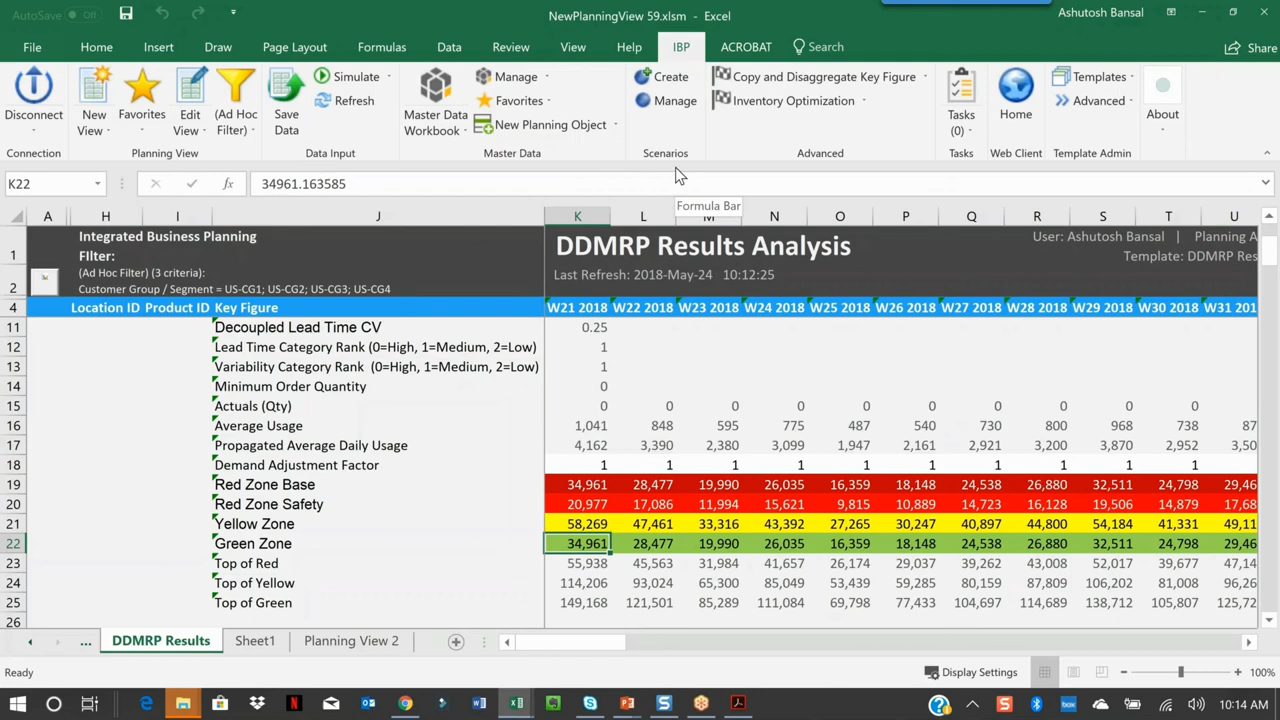 AutoSave Off
NewPlanningView 59.xlsm - Excel
Ashutosh Bansal
File Home Insert Draw Page Layout Formulas Data Review View Help IBP ACROBAT Search Share
Disconnect
Connection
New View
Favorites
Edit View
(Ad Hoc Filter)
Planning View
Save Data
Simulate
Refresh
Data Input
Master Data Workbook
Manage
Favorites
New Planning Object
Master Data
Create
Manage
Scenarios
Copy and Disaggregate Key Figure
Inventory Optimization
Advanced
Tasks (0)
Tasks
Home
Web Client
Templates
Advanced
Template Admin
About
K22 fx 34961.163585
Formula Bar
A H I J K L M N O P Q R S T U
1 Integrated Business Planning
FIlter:
(Ad Hoc Filter) (3 criteria):
2 Customer Group / Segment = US-CG1; US-CG2; US-CG3; US-CG4
DDMRP Results Analysis
Last Refresh: 2018-May-24 10:12:25
User: Ashutosh Bansal | Planning A
Template: DDMRP Res
4 Location ID Product ID Key Figure W21 2018 W22 2018 W23 2018 W24 2018 W25 2018 W26 2018 W27 2018 W28 2018 W29 2018 W30 2018 W31 201
11 Decoupled Lead Time CV 0.25
12 Lead Time Category Rank (0=High, 1=Medium, 2=Low) 1
13 Variability Category Rank (0=High, 1=Medium, 2=Low) 1
14 Minimum Order Quantity 0
15 Actuals (Qty) 0 0 0 0 0 0 0 0 0 0
16 Average Usage 1,041 848 595 775 487 540 730 800 968 738 87
17 Propagated Average Daily Usage 4,162 3,390 2,380 3,099 1,947 2,161 2,921 3,200 3,870 2,952 3,50
18 Demand Adjustment Factor 1 1 1 1 1 1 1 1 1 1
19 Red Zone Base 34,961 28,477 19,990 26,035 16,359 18,148 24,538 26,880 32,511 24,798 29,46
20 Red Zone Safety 20,977 17,086 11,994 15,621 9,815 10,889 14,723 16,128 19,506 14,879 17,68
21 Yellow Zone 58,269 47,461 33,316 43,392 27,265 30,247 40,897 44,800 54,184 41,331 49,11
22 Green Zone 34,961 28,477 19,990 26,035 16,359 18,148 24,538 26,880 32,511 24,798 29,46
23 Top of Red 55,938 45,563 31,984 41,657 26,174 29,037 39,262 43,008 52,017 39,677 47,14
24 Top of Yellow 114,206 93,024 65,300 85,049 53,439 59,285 80,159 87,809 106,202 81,008 96,26
25 Top of Green 149,168 121,501 85,289 111,084 69,798 77,433 104,697 114,689 138,712 105,807 125,72
26
... DDMRP Results Sheet1 Planning View 2
Ready Display Settings 100%
10:14 AM